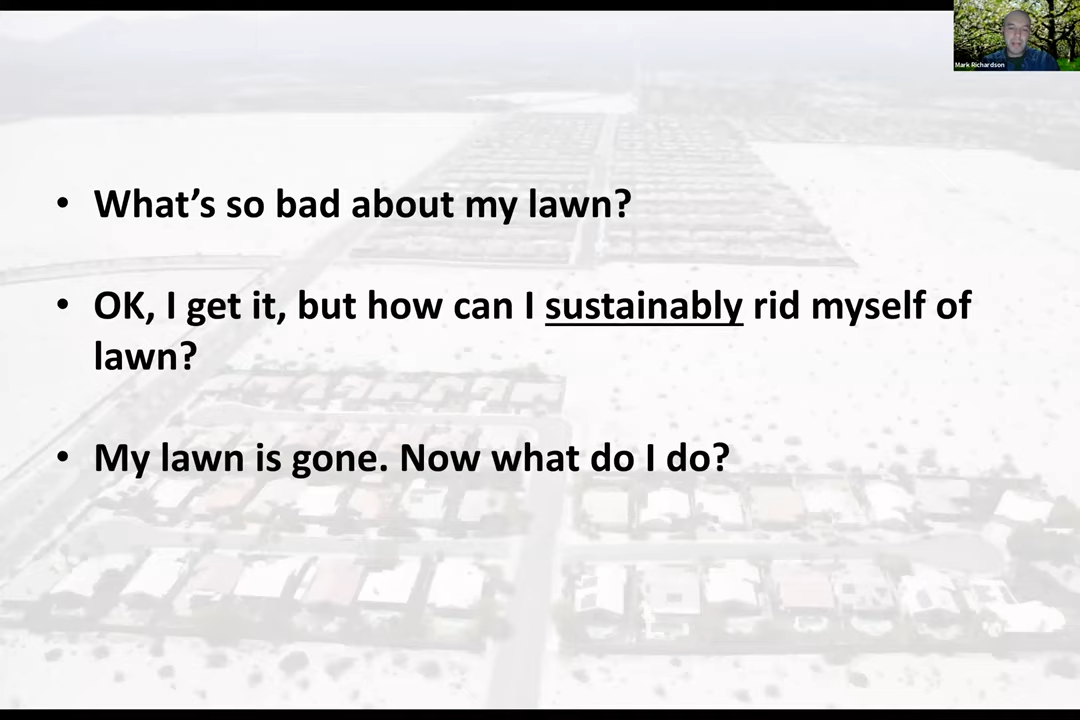 Mark Richardson
• What’s so bad about my lawn?
• OK, I get it, but how can I sustainably rid myself of
lawn?
• My lawn is gone. Now what do I do?